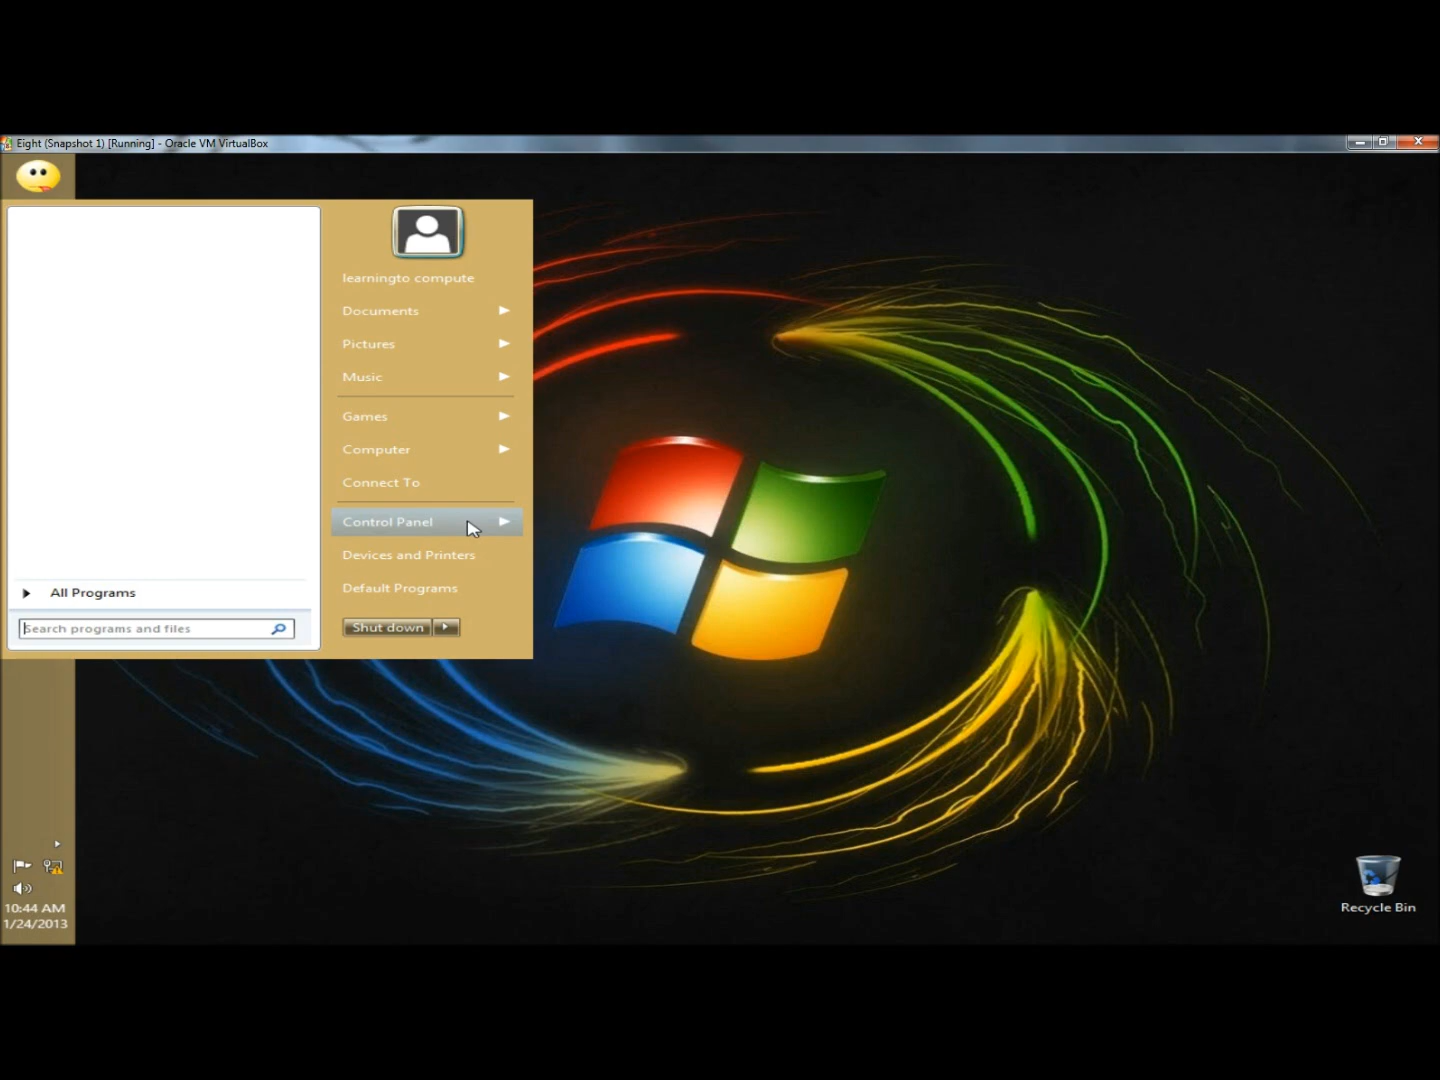 Eight (Snapshot 1) [Running] - Oracle VM VirtualBox
learningto compute
Documents
Pictures
Music
Games
Computer
Connect To
Control Panel
Devices and Printers
Default Programs
Shut down
All Programs
Search programs and files
10:44 AM
1/24/2013
Recycle Bin